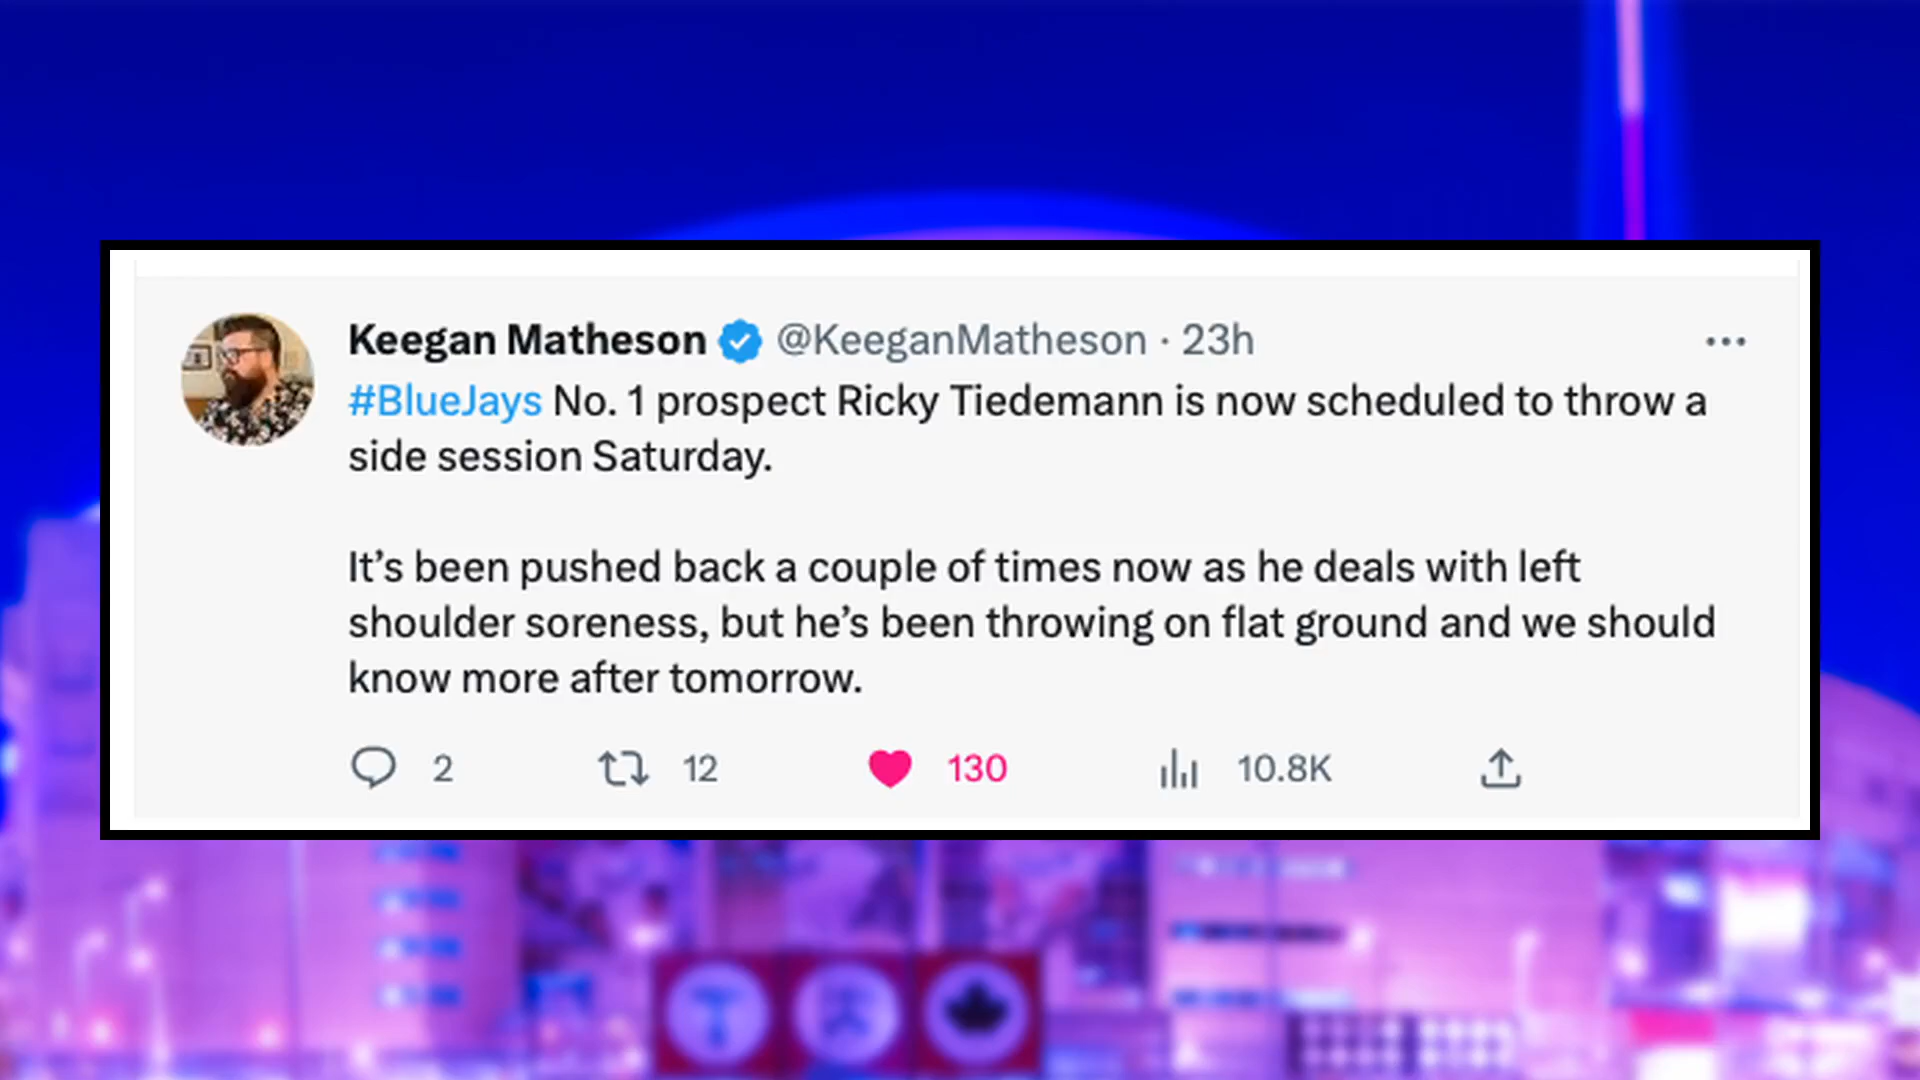 Keegan Matheson @KeeganMatheson · 23h
#BlueJays No. 1 prospect Ricky Tiedemann is now scheduled to throw a
side session Saturday.
It’s been pushed back a couple of times now as he deals with left
shoulder soreness, but he’s been throwing on flat ground and we should
know more after tomorrow.
2 12 130 10.8K